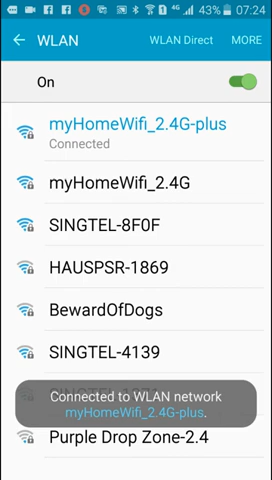 43% 07:24
WLAN WLAN Direct MORE
On
myHomeWifi_2.4G-plus
Connected
myHomeWifi_2.4G
SINGTEL-8F0F
HAUSPSR-1869
BewardOfDogs
SINGTEL-4139
Connected to WLAN network
myHomeWifi_2.4G-plus.
Purple Drop Zone-2.4